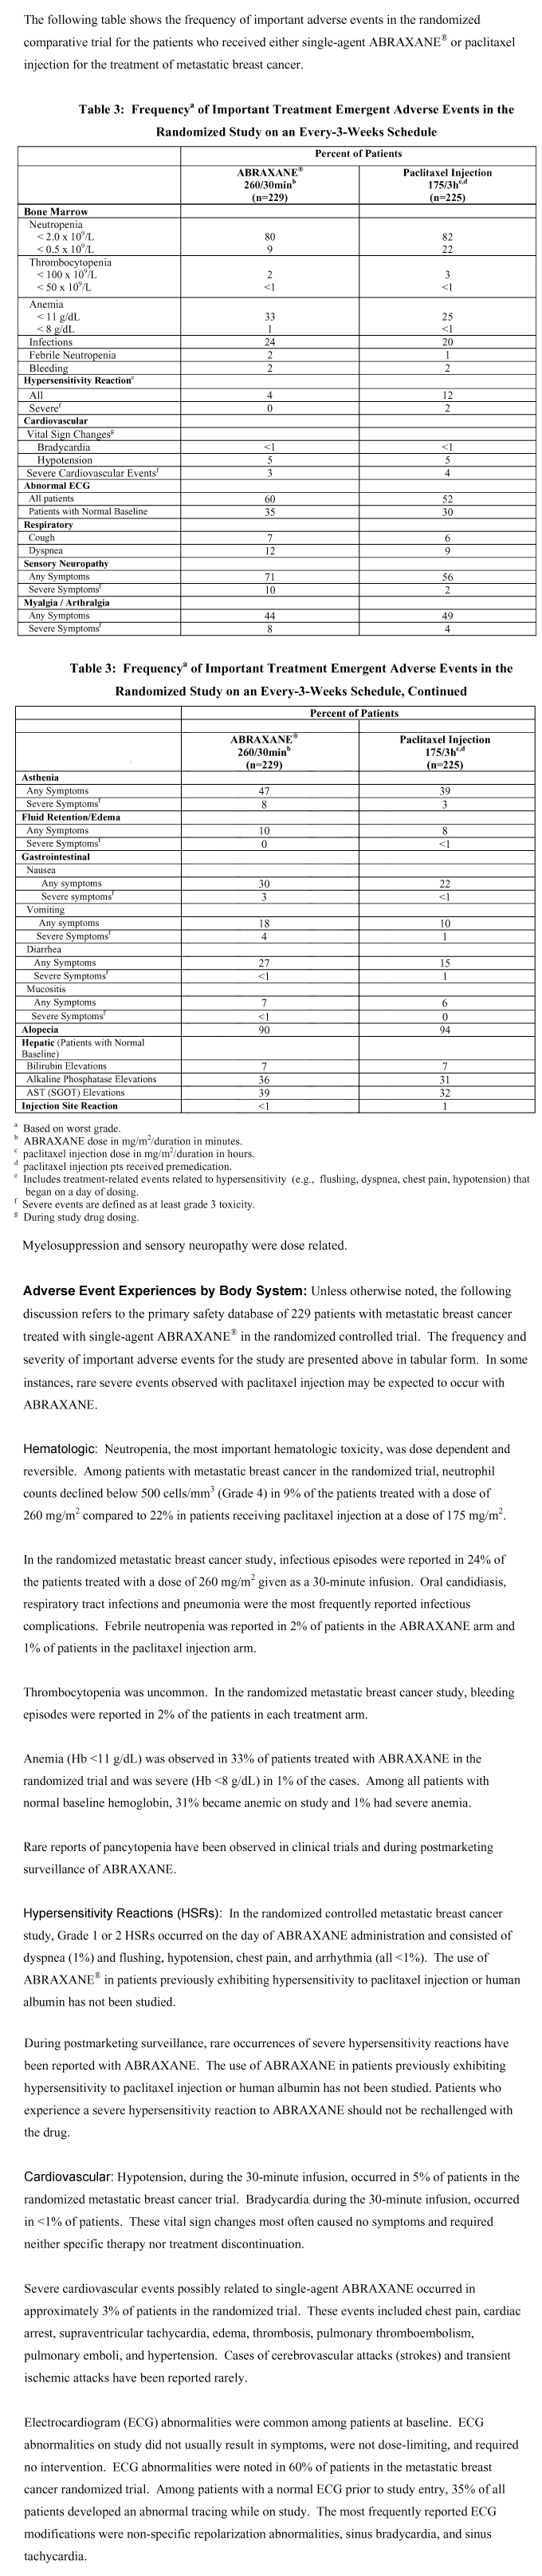 The following table shows the frequency of important adverse events in the randomized
comparative trial for the patients who received either single-agent ABRAXANE® or paclitaxel
injection for the treatment of metastatic breast cancer.
Table 3: Frequencyᵃ of Important Treatment Emergent Adverse Events in the
Randomized Study on an Every-3-Weeks Schedule
Percent of Patients
ABRAXANE® Paclitaxel Injection
260/30minᵇ 175/3hᶜ,ᵈ
(n=229) (n=225)
Bone Marrow
Neutropenia
< 2.0 x 10⁹/L 80 82
< 0.5 x 10⁹/L 9 22
Thrombocytopenia
< 100 x 10⁹/L 2 3
< 50 x 10⁹/L <1 <1
Anemia
< 11 g/dL 33 25
< 8 g/dL 1 <1
Infections 24 20
Febrile Neutropenia 2 1
Bleeding 2 2
Hypersensitivity Reactionᵉ
All 4 12
Severeᶠ 0 2
Cardiovascular
Vital Sign Changesᵍ
Bradycardia <1 <1
Hypotension 5 5
Severe Cardiovascular Eventsᶠ 3 4
Abnormal ECG
All patients 60 52
Patients with Normal Baseline 35 30
Respiratory
Cough 7 6
Dyspnea 12 9
Sensory Neuropathy
Any Symptoms 71 56
Severe Symptomsᶠ 10 2
Myalgia / Arthralgia
Any Symptoms 44 49
Severe Symptomsᶠ 8 4
Table 3: Frequencyᵃ of Important Treatment Emergent Adverse Events in the
Randomized Study on an Every-3-Weeks Schedule, Continued
Percent of Patients
ABRAXANE® Paclitaxel Injection
260/30minᵇ 175/3hᶜ,ᵈ
(n=229) (n=225)
Asthenia
Any Symptoms 47 39
Severe Symptomsᶠ 8 3
Fluid Retention/Edema
Any Symptoms 10 8
Severe Symptomsᶠ 0 <1
Gastrointestinal
Nausea
Any symptoms 30 22
Severe symptomsᶠ 3 <1
Vomiting
Any symptoms 18 10
Severe Symptomsᶠ 4 1
Diarrhea
Any Symptoms 27 15
Severe Symptomsᶠ <1 1
Mucositis
Any Symptoms 7 6
Severe Symptomsᶠ <1 0
Alopecia 90 94
Hepatic (Patients with Normal
Baseline)
Bilirubin Elevations 7 7
Alkaline Phosphatase Elevations 36 31
AST (SGOT) Elevations 39 32
Injection Site Reaction <1 1
ᵃ Based on worst grade.
ᵇ ABRAXANE dose in mg/m²/duration in minutes.
ᶜ paclitaxel injection dose in mg/m²/duration in hours.
ᵈ paclitaxel injection pts received premedication.
ᵉ Includes treatment-related events related to hypersensitivity (e.g., flushing, dyspnea, chest pain, hypotension) that
began on a day of dosing.
ᶠ Severe events are defined as at least grade 3 toxicity.
ᵍ During study drug dosing.
Myelosuppression and sensory neuropathy were dose related.
Adverse Event Experiences by Body System: Unless otherwise noted, the following
discussion refers to the primary safety database of 229 patients with metastatic breast cancer
treated with single-agent ABRAXANE® in the randomized controlled trial. The frequency and
severity of important adverse events for the study are presented above in tabular form. In some
instances, rare severe events observed with paclitaxel injection may be expected to occur with
ABRAXANE.
Hematologic: Neutropenia, the most important hematologic toxicity, was dose dependent and
reversible. Among patients with metastatic breast cancer in the randomized trial, neutrophil
counts declined below 500 cells/mm³ (Grade 4) in 9% of the patients treated with a dose of
260 mg/m² compared to 22% in patients receiving paclitaxel injection at a dose of 175 mg/m².
In the randomized metastatic breast cancer study, infectious episodes were reported in 24% of
the patients treated with a dose of 260 mg/m² given as a 30-minute infusion. Oral candidiasis,
respiratory tract infections and pneumonia were the most frequently reported infectious
complications. Febrile neutropenia was reported in 2% of patients in the ABRAXANE arm and
1% of patients in the paclitaxel injection arm.
Thrombocytopenia was uncommon. In the randomized metastatic breast cancer study, bleeding
episodes were reported in 2% of the patients in each treatment arm.
Anemia (Hb <11 g/dL) was observed in 33% of patients treated with ABRAXANE in the
randomized trial and was severe (Hb <8 g/dL) in 1% of the cases. Among all patients with
normal baseline hemoglobin, 31% became anemic on study and 1% had severe anemia.
Rare reports of pancytopenia have been observed in clinical trials and during postmarketing
surveillance of ABRAXANE.
Hypersensitivity Reactions (HSRs): In the randomized controlled metastatic breast cancer
study, Grade 1 or 2 HSRs occurred on the day of ABRAXANE administration and consisted of
dyspnea (1%) and flushing, hypotension, chest pain, and arrhythmia (all <1%). The use of
ABRAXANE® in patients previously exhibiting hypersensitivity to paclitaxel injection or human
albumin has not been studied.
During postmarketing surveillance, rare occurrences of severe hypersensitivity reactions have
been reported with ABRAXANE. The use of ABRAXANE in patients previously exhibiting
hypersensitivity to paclitaxel injection or human albumin has not been studied. Patients who
experience a severe hypersensitivity reaction to ABRAXANE should not be rechallenged with
the drug.
Cardiovascular: Hypotension, during the 30-minute infusion, occurred in 5% of patients in the
randomized metastatic breast cancer trial. Bradycardia, during the 30-minute infusion, occurred
in <1% of patients. These vital sign changes most often caused no symptoms and required
neither specific therapy nor treatment discontinuation.
Severe cardiovascular events possibly related to single-agent ABRAXANE occurred in
approximately 3% of patients in the randomized trial. These events included chest pain, cardiac
arrest, supraventricular tachycardia, edema, thrombosis, pulmonary thromboembolism,
pulmonary emboli, and hypertension. Cases of cerebrovascular attacks (strokes) and transient
ischemic attacks have been reported rarely.
Electrocardiogram (ECG) abnormalities were common among patients at baseline. ECG
abnormalities on study did not usually result in symptoms, were not dose-limiting, and required
no intervention. ECG abnormalities were noted in 60% of patients in the metastatic breast
cancer randomized trial. Among patients with a normal ECG prior to study entry, 35% of all
patients developed an abnormal tracing while on study. The most frequently reported ECG
modifications were non-specific repolarization abnormalities, sinus bradycardia, and sinus
tachycardia.